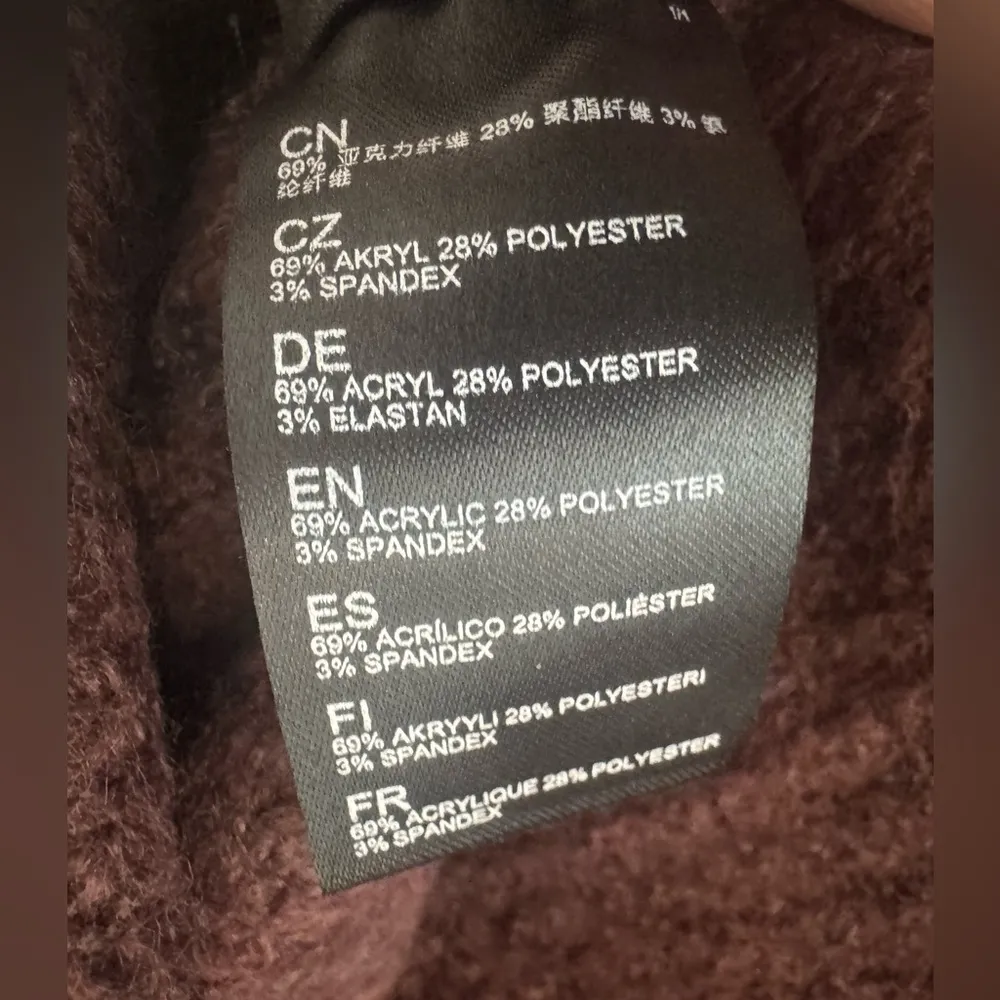 CN
69% 亚克力纤维 28% 聚酯纤维 3% 氨
纶纤维
CZ
69% AKRYL 28% POLYESTER
3% SPANDEX
DE
69% ACRYL 28% POLYESTER
3% ELASTAN
EN
69% ACRYLIC 28% POLYESTER
3% SPANDEX
ES
69% ACRÍLICO 28% POLIÉSTER
3% SPANDEX
FI
69% AKRYYLI 28% POLYESTERI
3% SPANDEX
FR
69% ACRYLIQUE 28% POLYESTER
3% SPANDEX